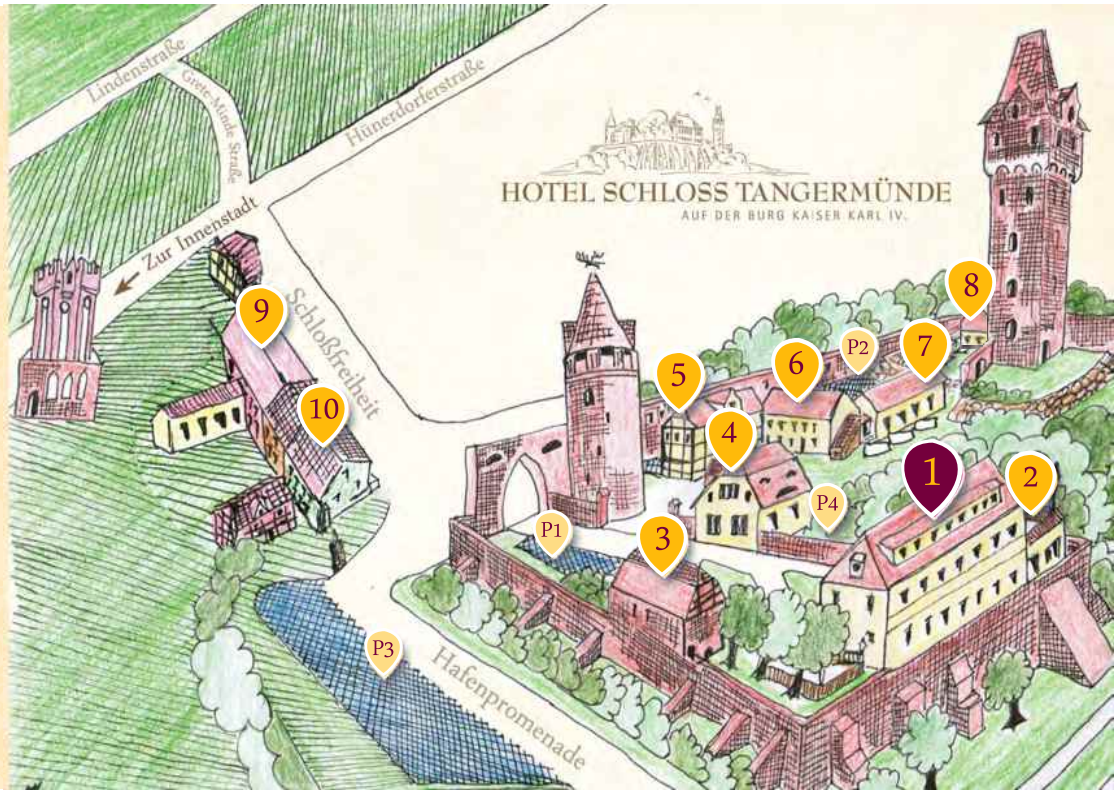 Lindenstraße
Grete-Minde Straße
Hünerdorferstraße
HOTEL SCHLOSS TANGERMÜNDE
AUF DER BURG KAISER KARL IV.
Zur Innenstadt
Schloßfreiheit
8
9
P2
7
6
5
10
4
1
2
P4
P1
3
P3
Hafenpromenade